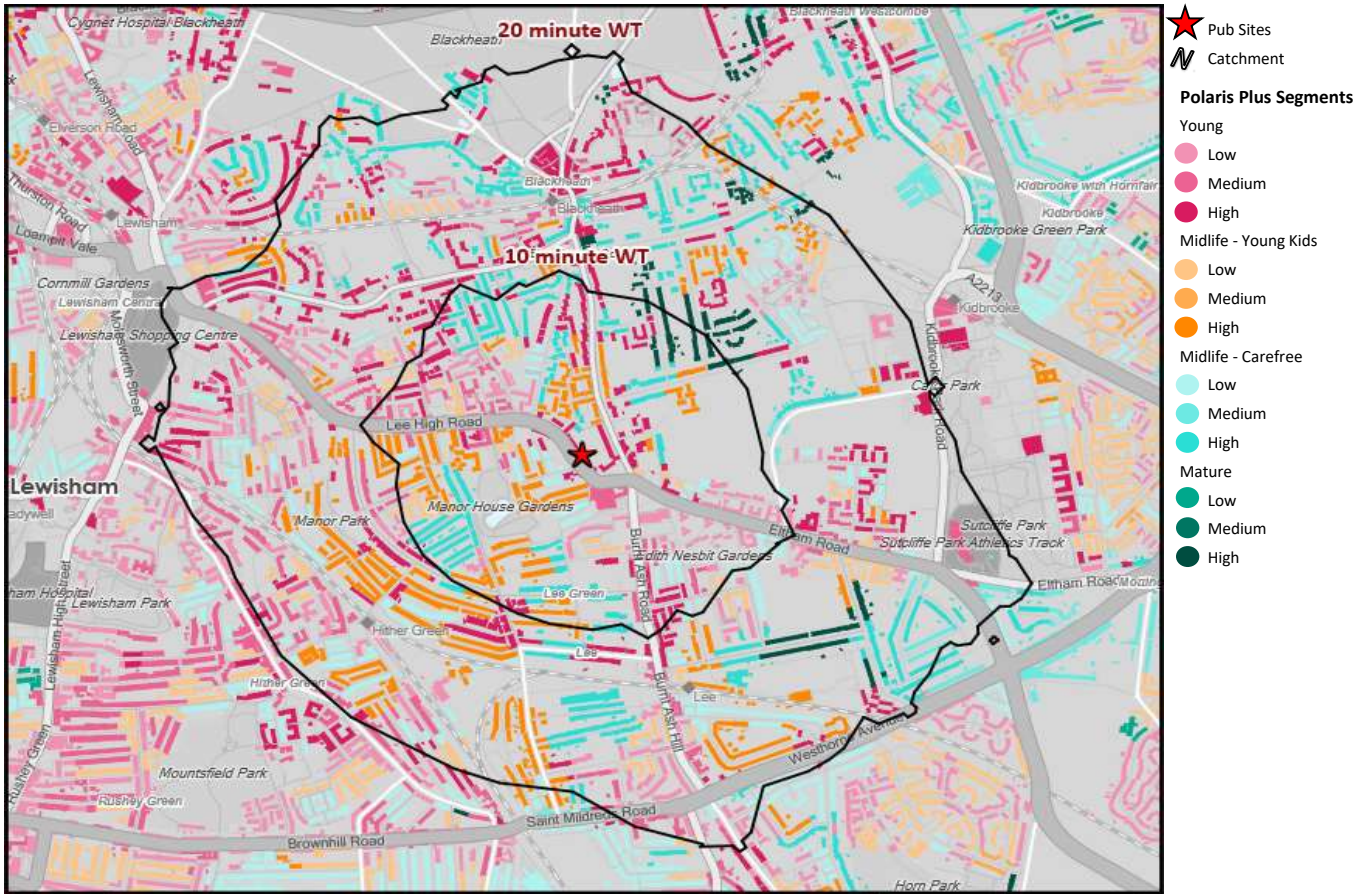 Cygnet Hospital Blackheath
Blackheath Westcombe
Blackheath
20 minute WT
Elverson Road
Lewisham Road
Thurston Road
Lewisham
Loampit Vale
Blackheath
Blackheath
Kidbrooke with Hornfair
Kidbrooke
Kidbrooke Green Park
10 minute WT
Cornmill Gardens
Lewisham Centra
Lewisham Shopping Centre
Molesworth Street
A2213
Kidbrooke
Cator Park
Lee High Road
Lewisham
adywell
Manor House Gardens
Manor Park
Sutcliffe Park
Sutcliffe Park Athletics Track
Eltham Road
Edith Nesbit Gardens
Burnt Ash Road
Eltham Road
ham Hospital
Lewisham Park
Lewisham High Street
Lee Green
Hither Green
Lee
Hither Green
Lee
Burnt Ash Hill
Westhorne Avenue
Mountsfield Park
Rushey Green
Rushey Green
Saint Mildreds Road
Brownhill Road
Horn Park
Pub Sites
Catchment
Polaris Plus Segments
Young
Low
Medium
High
Midlife - Young Kids
Low
Medium
High
Midlife - Carefree
Low
Medium
High
Mature
Low
Medium
High